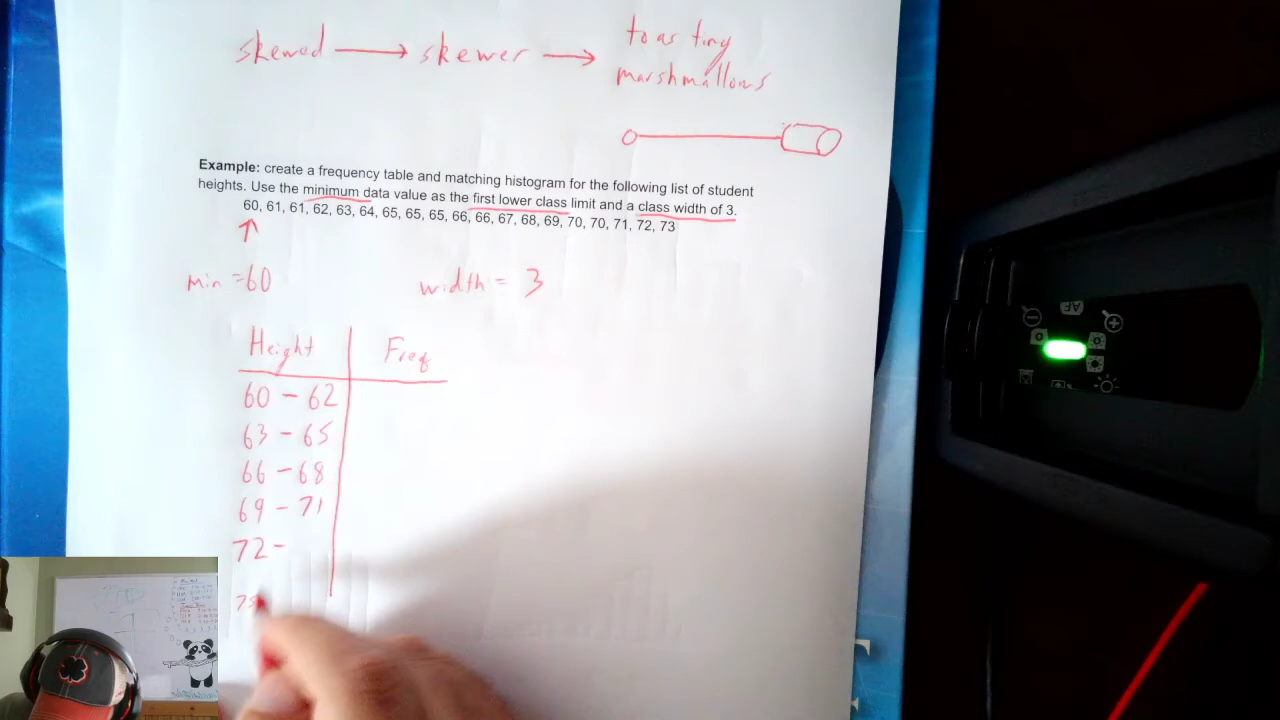 skewed → skewer → toasting
marshmallows
Example: create a frequency table and matching histogram for the following list of student
heights. Use the minimum data value as the first lower class limit and a class width of 3.
60, 61, 61, 62, 63, 64, 65, 65, 65, 66, 66, 67, 68, 69, 70, 70, 71, 72, 73
min = 60 width = 3
Height Freq
60 - 62
63 - 65
66 - 68
69 - 71
72 -
AF